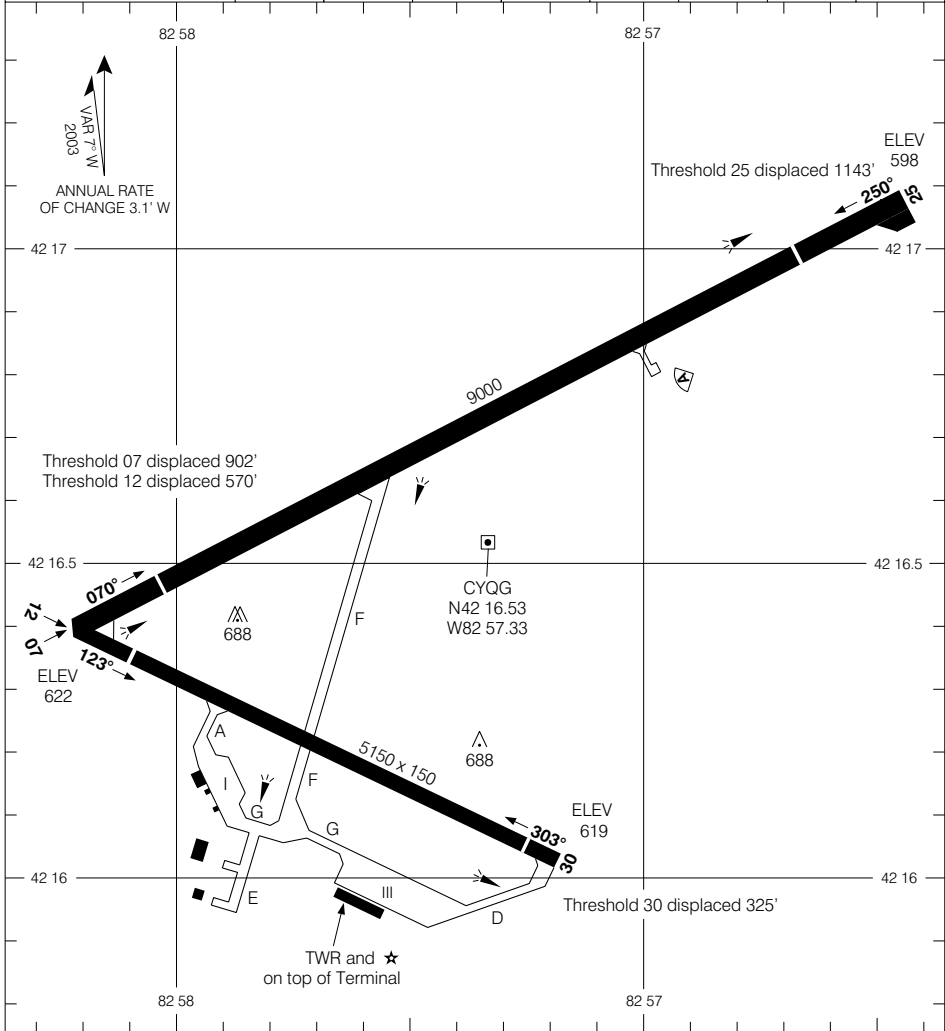 82 58
82 57
VAR 7° W
2003
ANNUAL RATE
OF CHANGE 3.1' W
ELEV
598
Threshold 25 displaced 1143'
250°
25
42 17
42 17
A
9000
Threshold 07 displaced 902'
Threshold 12 displaced 570'
42 16.5
42 16.5
CYQG
N42 16.53
W82 57.33
070°
12
07
688
F
123°
ELEV
622
A
688
5150 x 150
I
F
G
G
ELEV
619
303°
30
42 16
42 16
E
III
D
Threshold 30 displaced 325'
TWR and
on top of Terminal
82 58
82 57